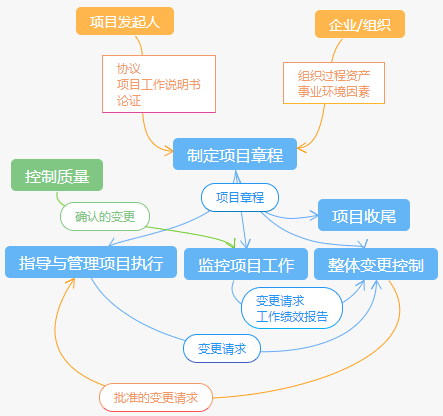 项目发起人
企业/组织
协议
项目工作说明书
论证
组织过程资产
事业环境因素
制定项目章程
控制质量
项目章程
确认的变更
项目收尾
指导与管理项目执行
监控项目工作
整体变更控制
变更请求
工作绩效报告
变更请求
批准的变更请求